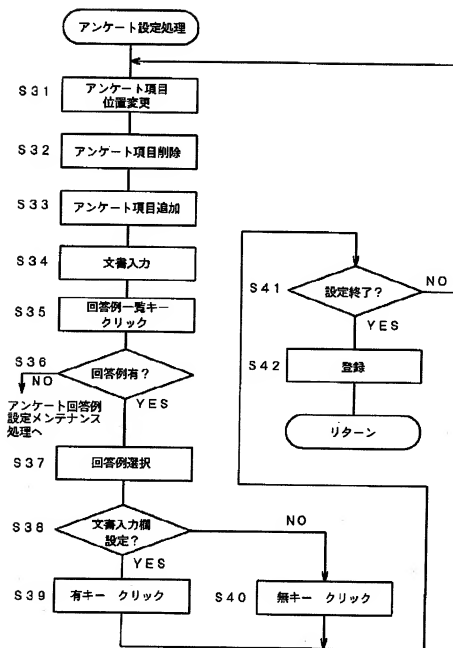 アンケート設定処理
S31
アンケート項目
位置変更
S32
アンケート項目削除
S33
アンケート項目追加
S34
文書入力
S35
回答例一覧キー
クリック
S36
回答例有?
NO
YES
アンケート回答例
設定メンテナンス
処理へ
S37
回答例選択
S38
文書入力欄
設定?
NO
YES
S39
有キー クリック
S40
無キー クリック
S41
設定終了?
NO
YES
S42
登録
リターン